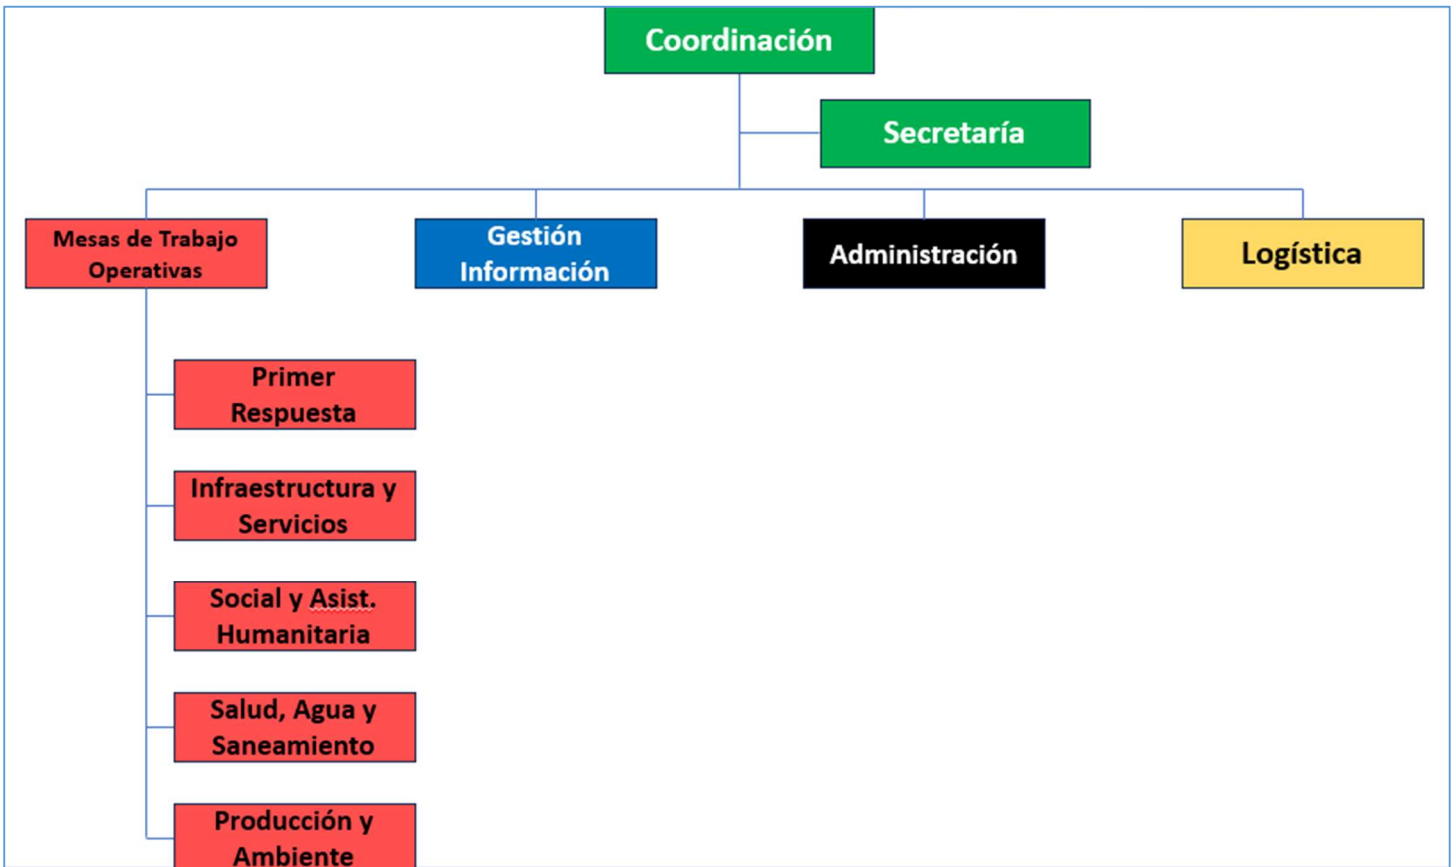 Coordinación
Secretaría
Mesas de Trabajo
Operativas
Gestión
Información
Administración
Logística
Primer
Respuesta
Infraestructura y
Servicios
Social y Asist.
Humanitaria
Salud, Agua y
Saneamiento
Producción y
Ambiente